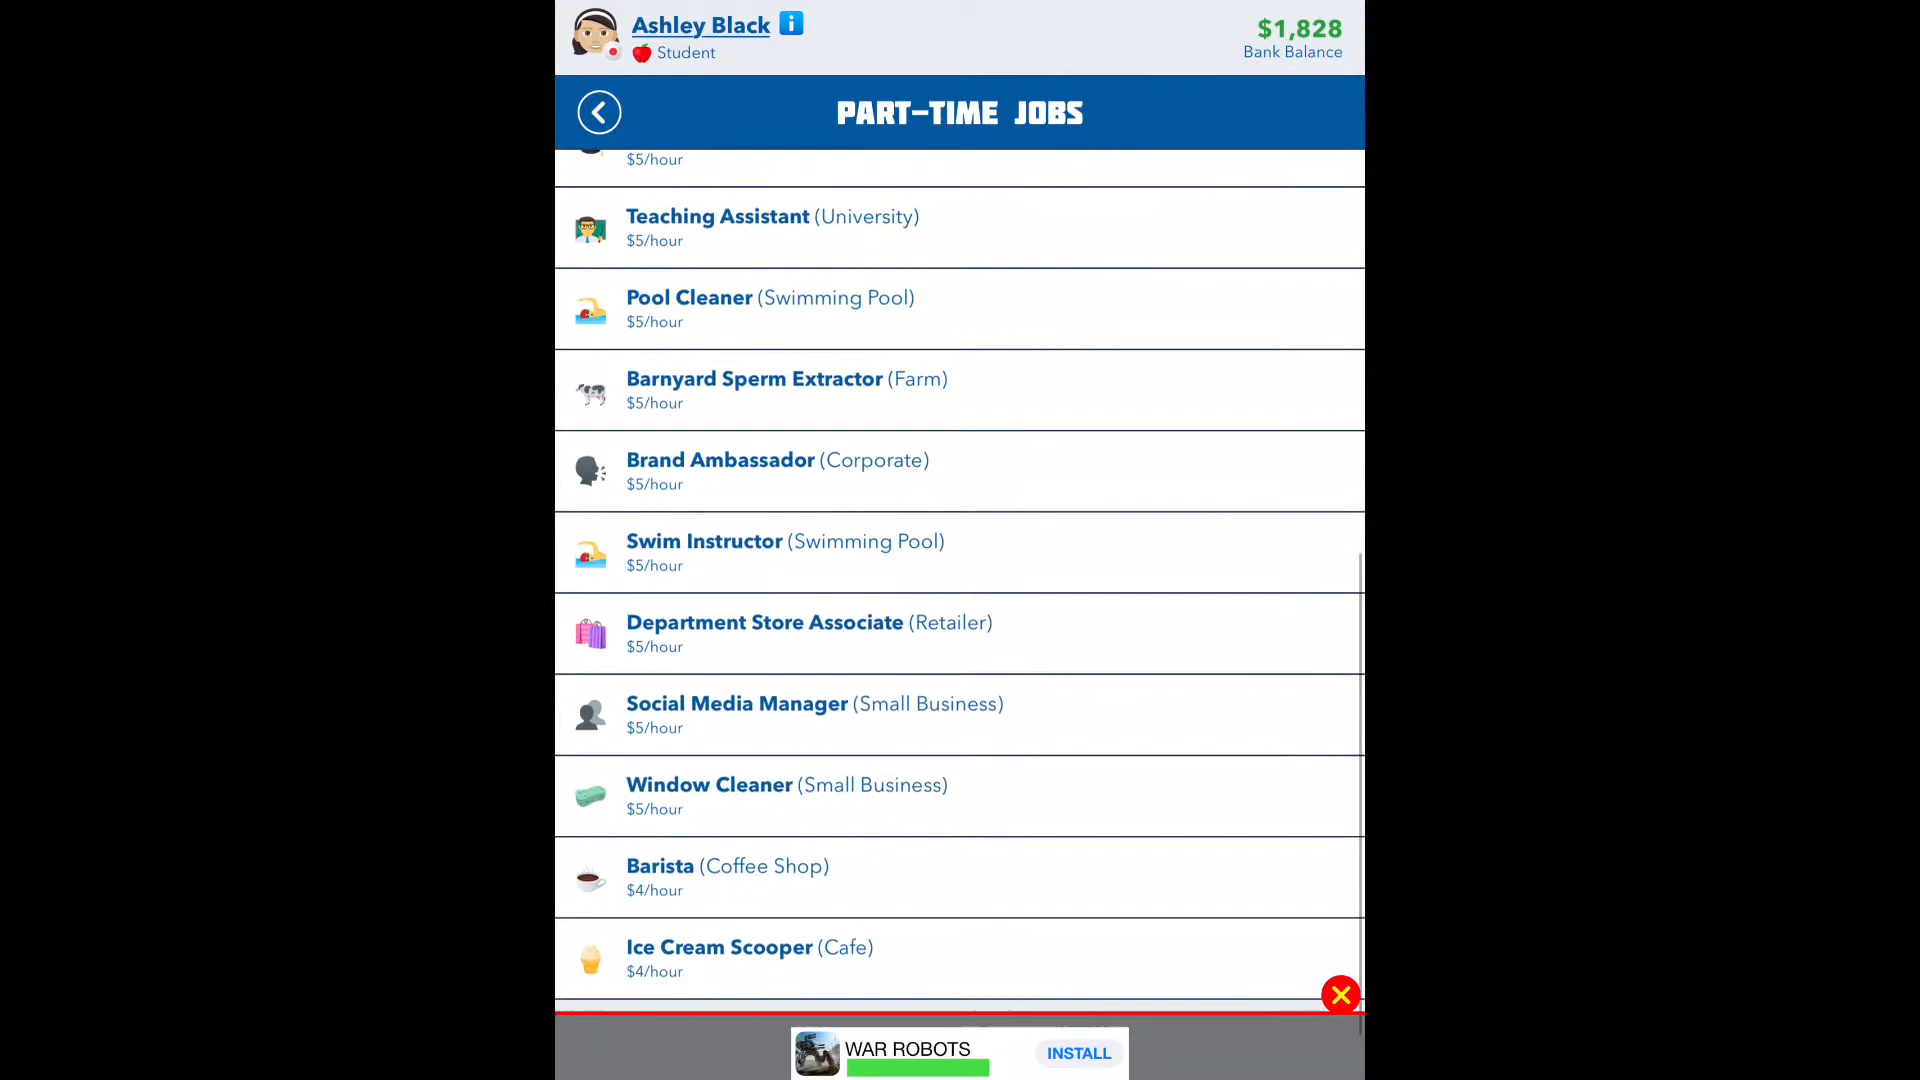 Ashley Black
Student
$1,828
Bank Balance
PART-TIME JOBS
$5/hour
Teaching Assistant (University)
$5/hour
Pool Cleaner (Swimming Pool)
$5/hour
Barnyard Sperm Extractor (Farm)
$5/hour
Brand Ambassador (Corporate)
$5/hour
Swim Instructor (Swimming Pool)
$5/hour
Department Store Associate (Retailer)
$5/hour
Social Media Manager (Small Business)
$5/hour
Window Cleaner (Small Business)
$5/hour
Barista (Coffee Shop)
$4/hour
Ice Cream Scooper (Cafe)
$4/hour
WAR ROBOTS
INSTALL